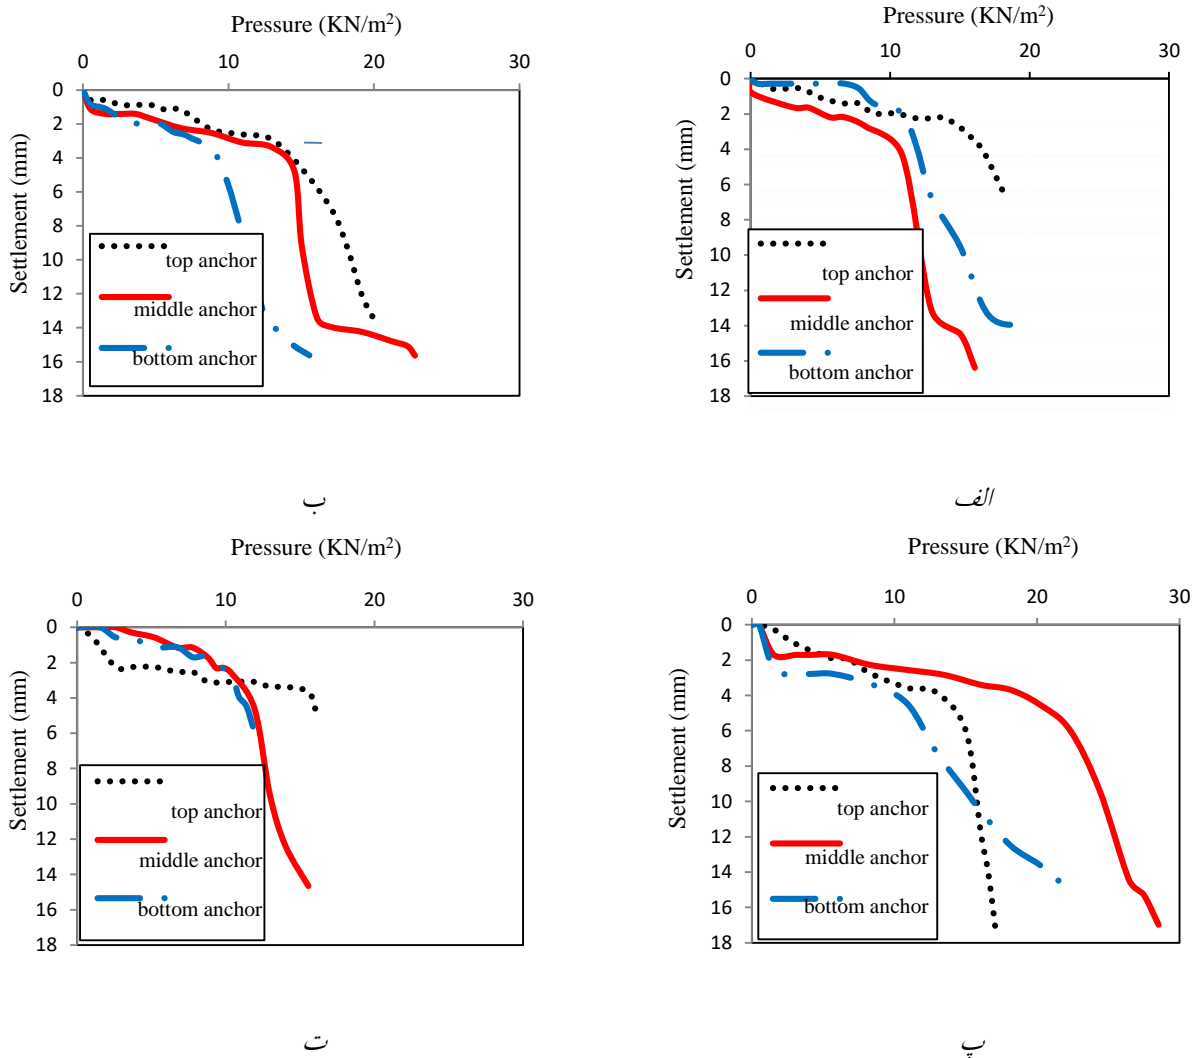 Pressure (KN/m²)
0 10 20 30
0
2
4
6
8
10
12
14
16
18
Settlement (mm)
top anchor
middle anchor
bottom anchor
ب
Pressure (KN/m²)
0 10 20 30
0
2
4
6
8
10
12
14
16
18
Settlement (mm)
top anchor
middle anchor
bottom anchor
الف
Pressure (KN/m²)
0 10 20 30
0
2
4
6
8
10
12
14
16
18
Settlement (mm)
top anchor
middle anchor
bottom anchor
ت
Pressure (KN/m²)
0 10 20 30
0
2
4
6
8
10
12
14
16
18
Settlement (mm)
top anchor
middle anchor
bottom anchor
پ